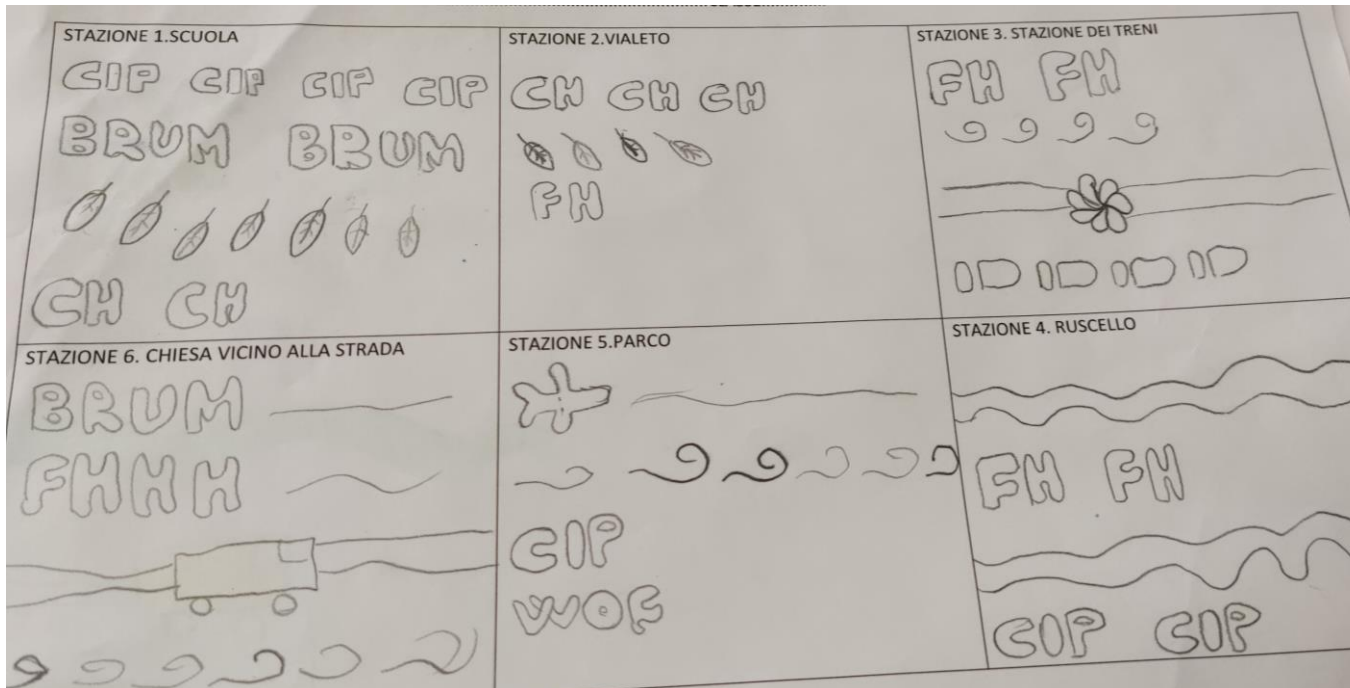 STAZIONE 1.SCUOLA
CIP CIP CIP CIP
BRUM BRUM
CH CH
STAZIONE 2.VIALETO
CH CH CH
FH
STAZIONE 3. STAZIONE DEI TRENI
FH FH
STAZIONE 6. CHIESA VICINO ALLA STRADA
BRUM
FHHH
STAZIONE 5.PARCO
CIP
WOF
STAZIONE 4. RUSCELLO
FH FH
CIP CIP